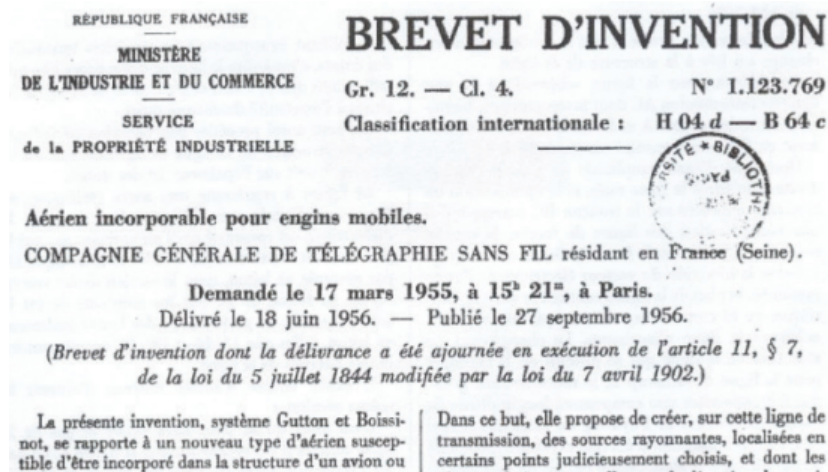 RÉPUBLIQUE FRANÇAISE
MINISTÈRE
DE L'INDUSTRIE ET DU COMMERCE
SERVICE
de la PROPRIÉTÉ INDUSTRIELLE
BREVET D'INVENTION
Gr. 12. — Cl. 4. N° 1.123.769
Classification internationale : H 04 d — B 64 c
Aérien incorporable pour engins mobiles.
COMPAGNIE GÉNÉRALE DE TÉLÉGRAPHIE SANS FIL résidant en France (Seine).
Demandé le 17 mars 1955, à 15ʰ 21ᵐ, à Paris.
Délivré le 18 juin 1956. — Publié le 27 septembre 1956.
(Brevet d'invention dont la délivrance a été ajournée en exécution de l'article 11, § 7,
de la loi du 5 juillet 1844 modifiée par la loi du 7 avril 1902.)
La présente invention, système Gutton et Boissi-
not, se rapporte à un nouveau type d'aérien suscep-
tible d'être incorporé dans la structure d'un avion ou
Dans ce but, elle propose de créer, sur cette ligne de
transmission, des sources rayonnantes, localisées en
certains points judicieusement choisis, et dont les